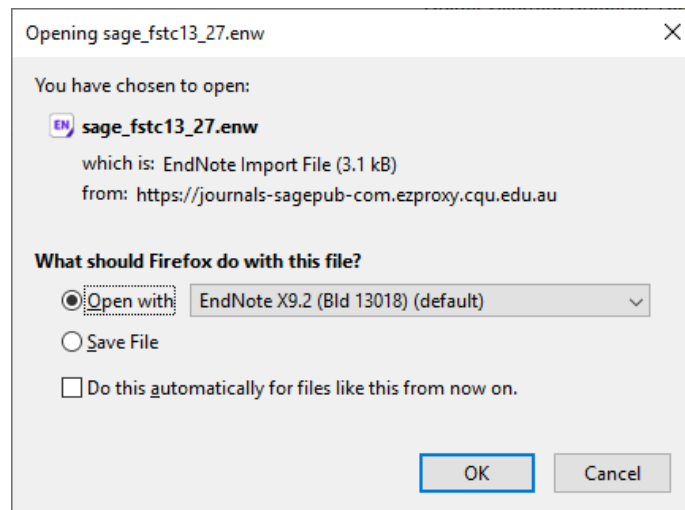 Opening sage_fstc13_27.enw
You have chosen to open:
EN
sage_fstc13_27.enw
which is: EndNote Import File (3.1 kB)
from: https://journals-sagepub-com.ezproxy.cqu.edu.au
What should Firefox do with this file?
Open with EndNote X9.2 (Bld 13018) (default)
Save File
Do this automatically for files like this from now on.
OK Cancel